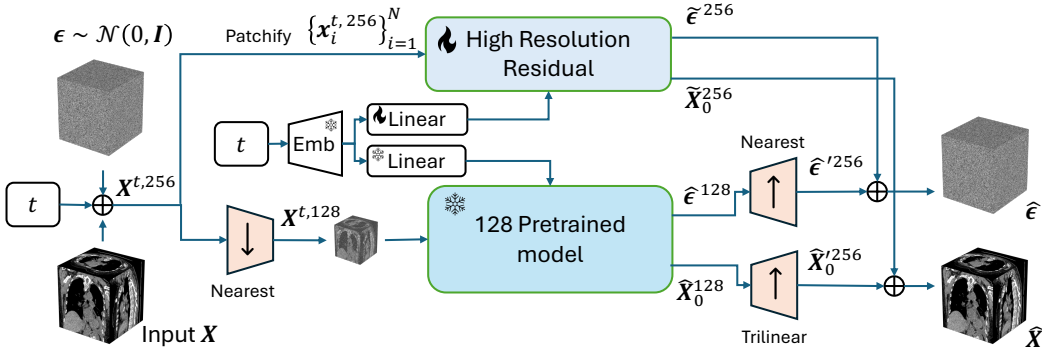 ϵ ∼ 𝒩(0, I)
Patchify {x_i^{t,256}}_{i=1}^N
High Resolution
Residual
ϵ̃^{256}
X̃_0^{256}
t
Emb
Linear
Linear
Nearest
ϵ̂'^{256}
X^{t,256}
t
X^{t,128}
128 Pretrained
model
ϵ̂^{128}
ϵ̂
Nearest
X̂_0^{128}
X̂_0'^{256}
Trilinear
Input X
X̂